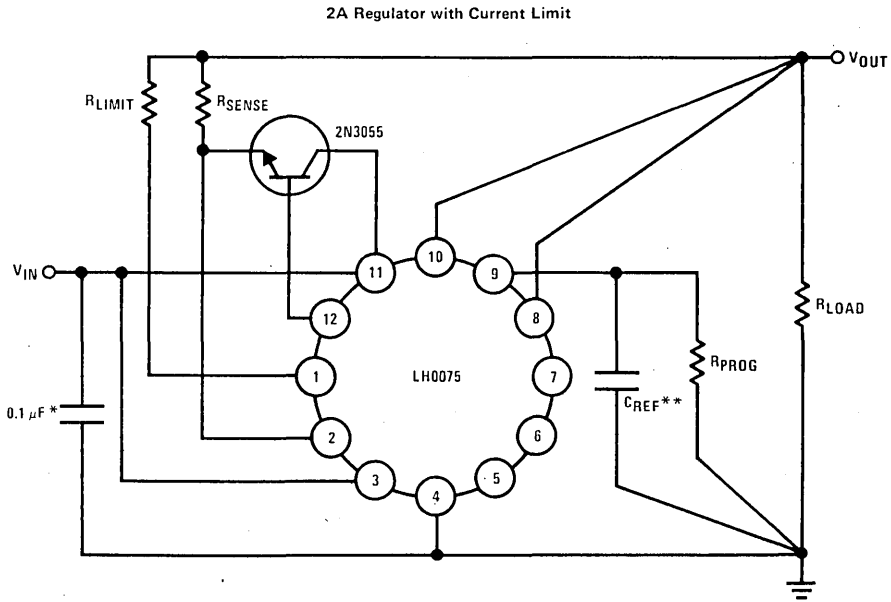 2A Regulator with Current Limit
VOUT
RLIMIT
RSENSE
2N3055
VIN
10
11
9
12
8
RLOAD
1
LH0075
7
RPROG
CREF**
0.1 μF*
2
6
3
5
4